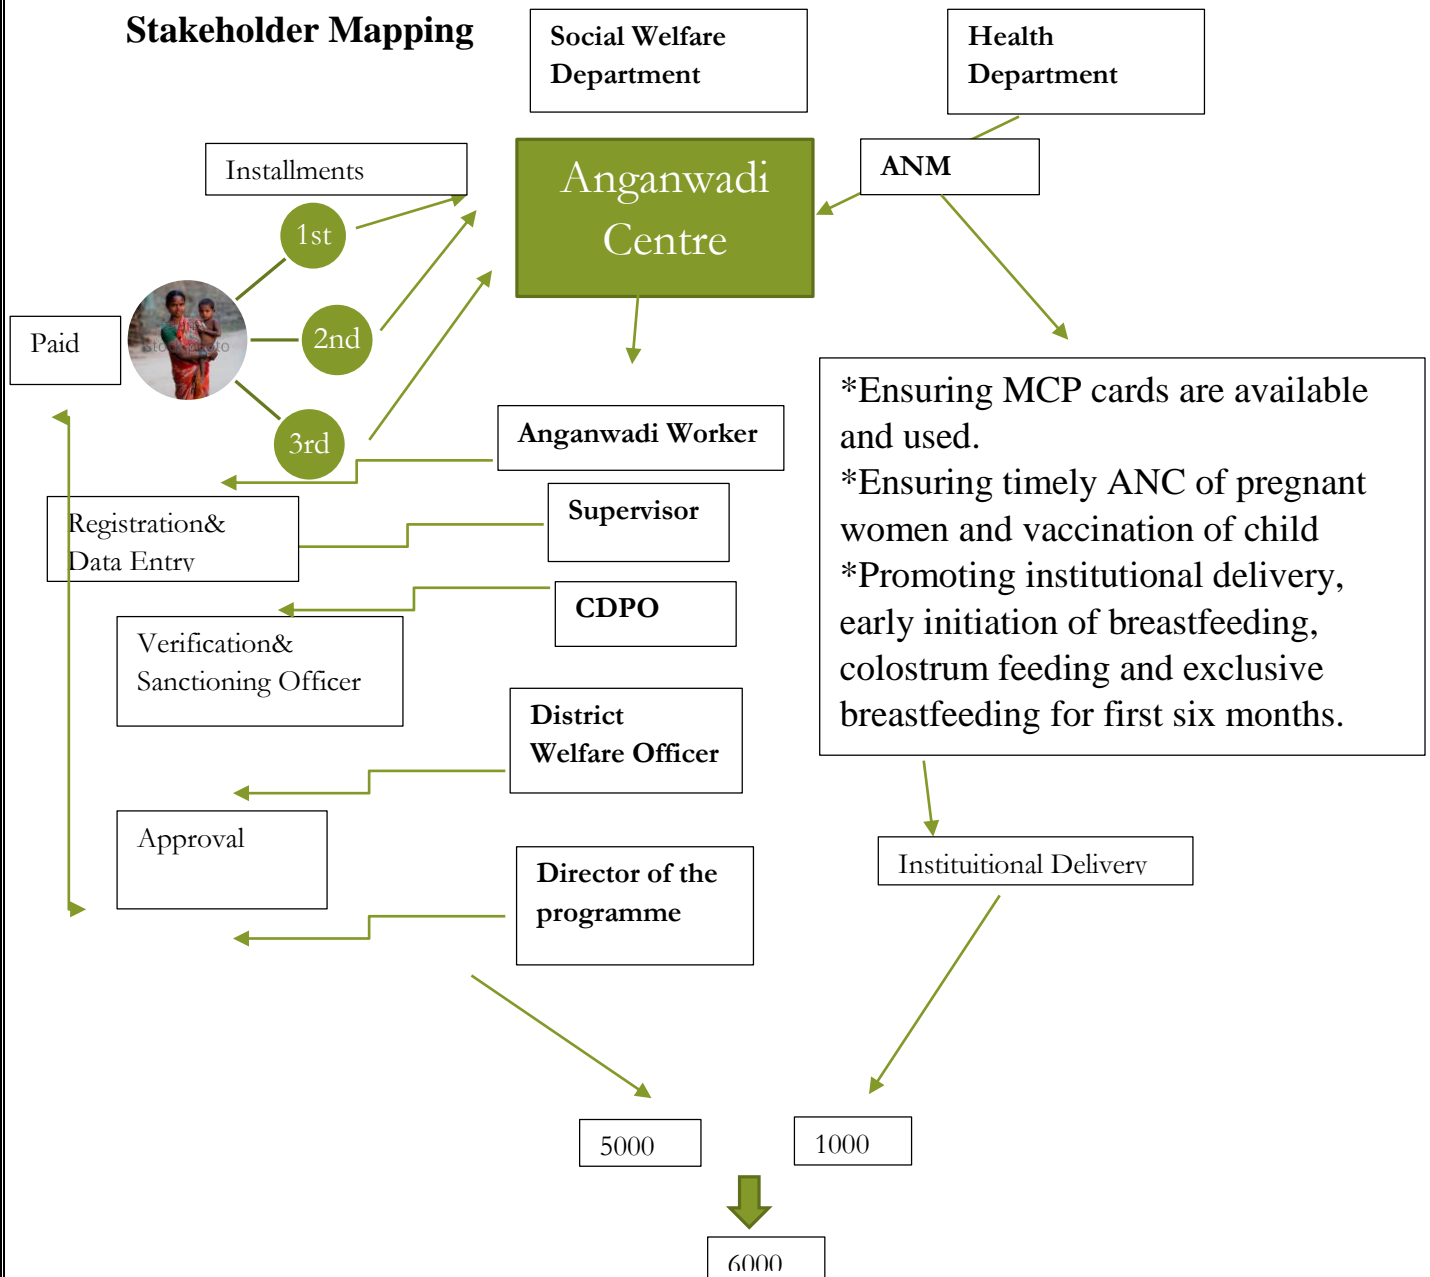 Stakeholder Mapping
Social Welfare
Department
Health
Department
Installments
Anganwadi
Centre
ANM
1st
2nd
3rd
Paid
Anganwadi Worker
*Ensuring MCP cards are available
and used.
*Ensuring timely ANC of pregnant
women and vaccination of child
*Promoting institutional delivery,
early initiation of breastfeeding,
colostrum feeding and exclusive
breastfeeding for first six months.
Registration&
Data Entry
Supervisor
CDPO
Verification&
Sanctioning Officer
District
Welfare Officer
Approval
Director of the
programme
Instituitional Delivery
5000
1000
6000